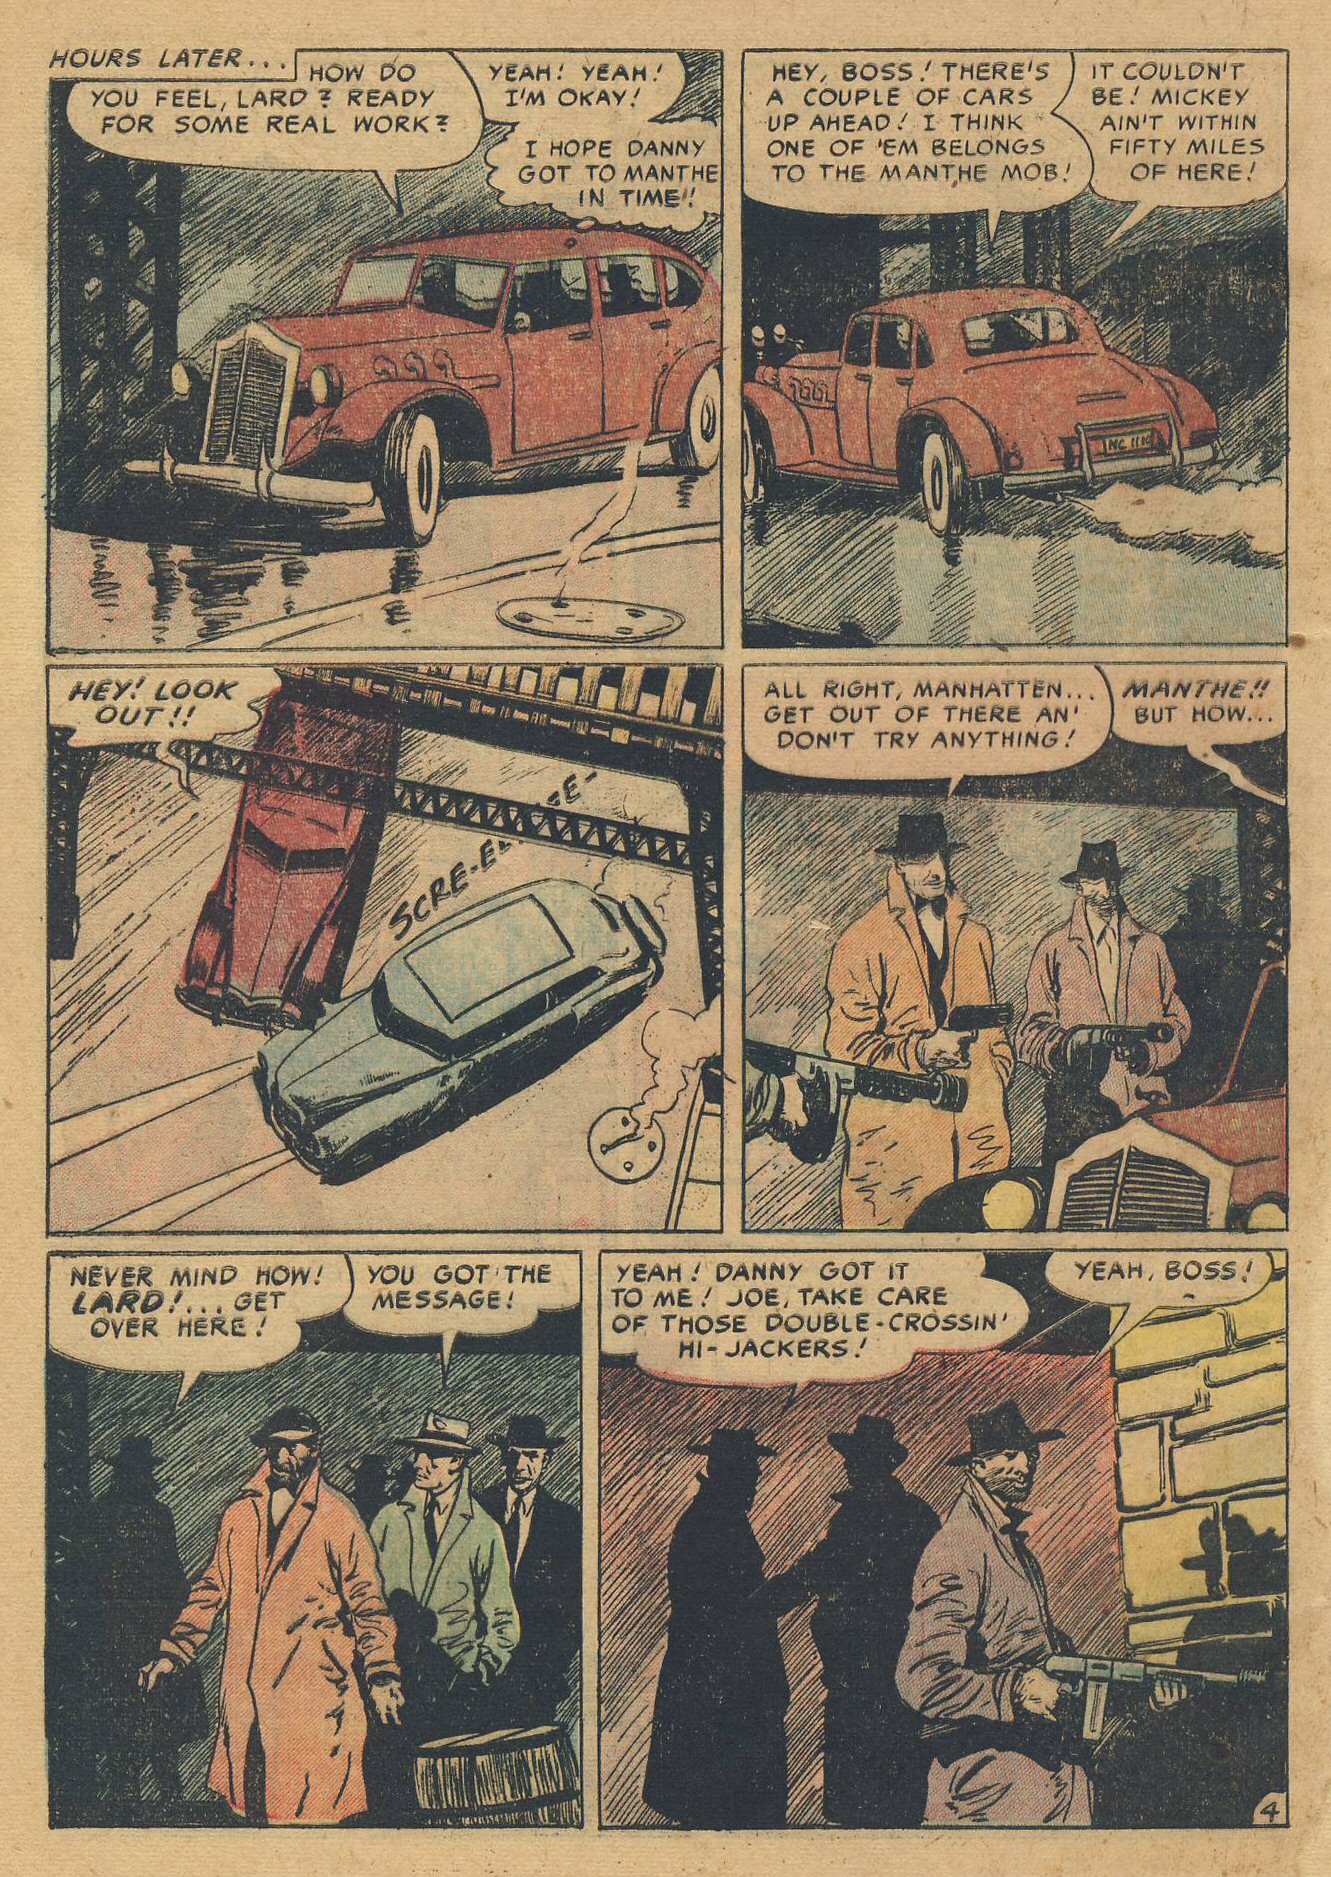 HOURS LATER...
HOW DO
YOU FEEL, LARD? READY
FOR SOME REAL WORK?
YEAH! YEAH!
I'M OKAY!
I HOPE DANNY
GOT TO MANTHE
IN TIME!!
HEY, BOSS! THERE'S
A COUPLE OF CARS
UP AHEAD! I THINK
ONE OF 'EM BELONGS
TO THE MANTHE MOB!
IT COULDN'T
BE! MICKEY
AIN'T WITHIN
FIFTY MILES
OF HERE!
HEY! LOOK
OUT!!
ALL RIGHT, MANHATTEN...
GET OUT OF THERE AN'
DON'T TRY ANYTHING!
MANTHE!!
BUT HOW...
NEVER MIND HOW!
LARD!... GET
OVER HERE!
YOU GOT THE
MESSAGE!
YEAH! DANNY GOT IT
TO ME! JOE, TAKE CARE
OF THOSE DOUBLE-CROSSIN'
HI-JACKERS!
YEAH, BOSS!
4